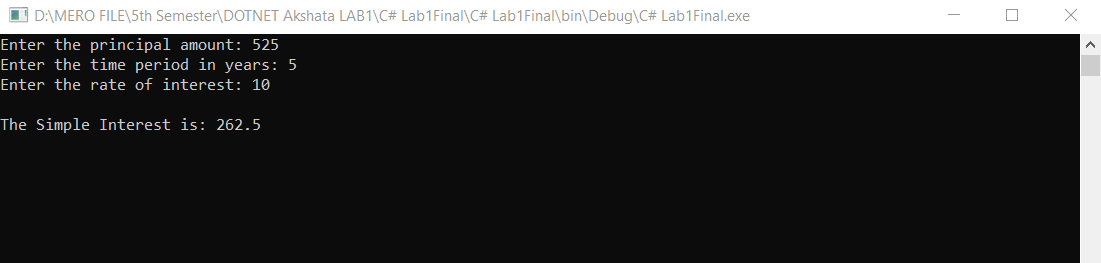 D:\MERO FILE\5th Semester\DOTNET Akshata LAB1\C# Lab1Final\C# Lab1Final\bin\Debug\C# Lab1Final.exe
Enter the principal amount: 525
Enter the time period in years: 5
Enter the rate of interest: 10
The Simple Interest is: 262.5